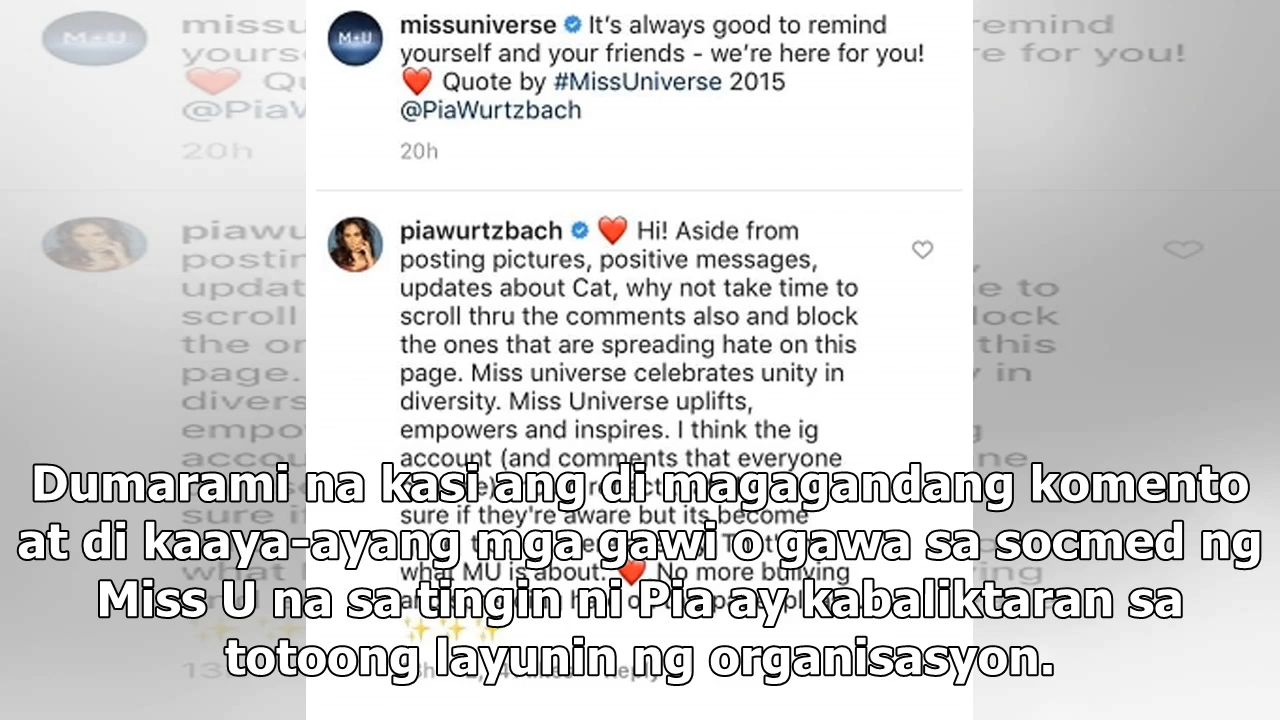 missuniverse It's always good to remind
yourself and your friends - we're here for you!
❤️ Quote by #MissUniverse 2015
@PiaWurtzbach
20h
piawurtzbach ❤️ Hi! Aside from
posting pictures, positive messages,
updates about Cat, why not take time to
scroll thru the comments also and block
the ones that are spreading hate on this
page. Miss universe celebrates unity in
diversity. Miss Universe uplifts,
empowers and inspires. I think the ig
account (and comments that everyone
sure if they're aware but its become
what MU is about. ❤️ No more bullying
✨✨✨
Dumarami na kasi ang di magagandang komento
at di kaaya-ayang mga gawi o gawa sa socmed ng
Miss U na sa tingin ni Pia ay kabaliktaran sa
totoong layunin ng organisasyon.